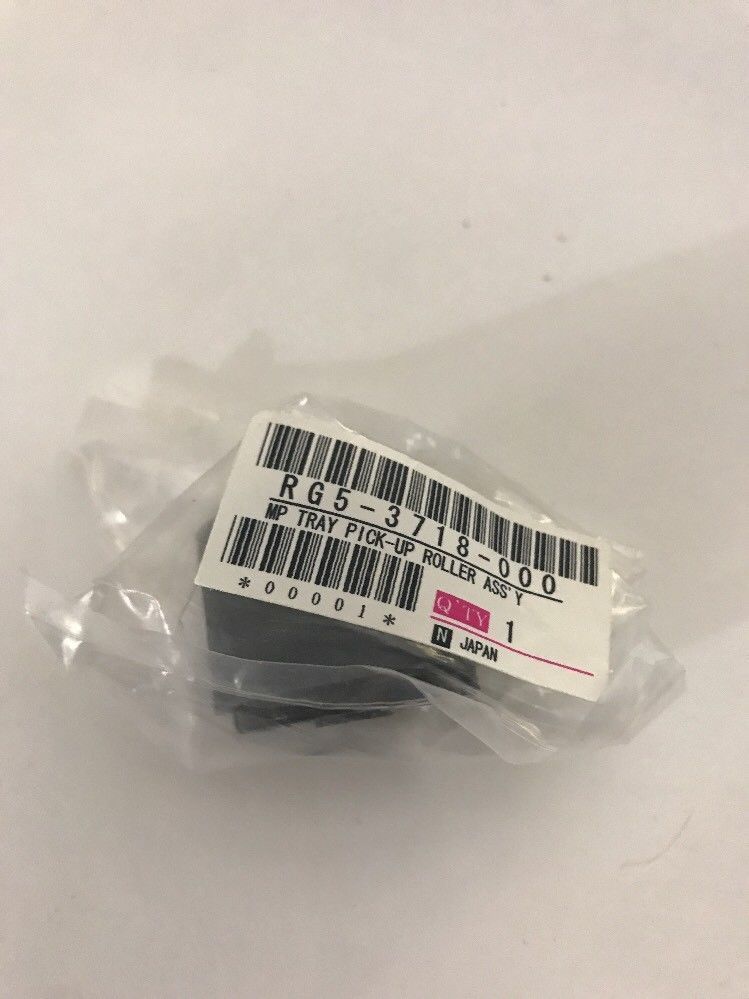 RG5-3718-000
MP TRAY PICK-UP ROLLER ASS'Y
*00001*
Q'TY 1
N JAPAN